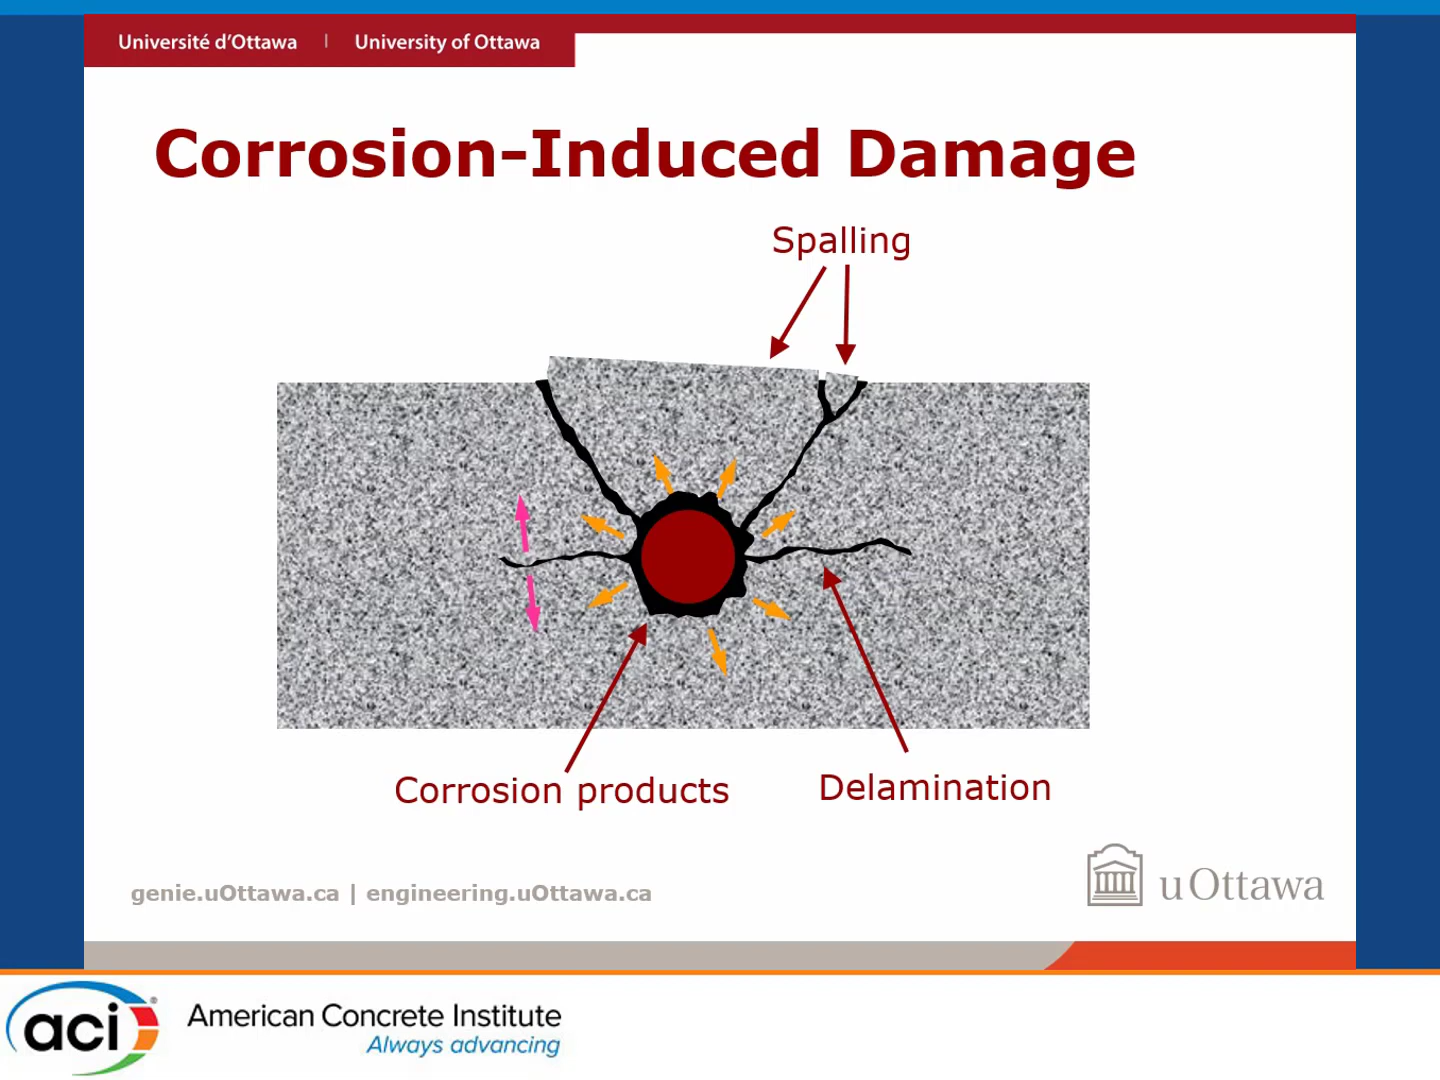 Université d'Ottawa | University of Ottawa
Corrosion-Induced Damage
Spalling
Corrosion products
Delamination
genie.uOttawa.ca | engineering.uOttawa.ca
uOttawa
aci®
American Concrete Institute
Always advancing